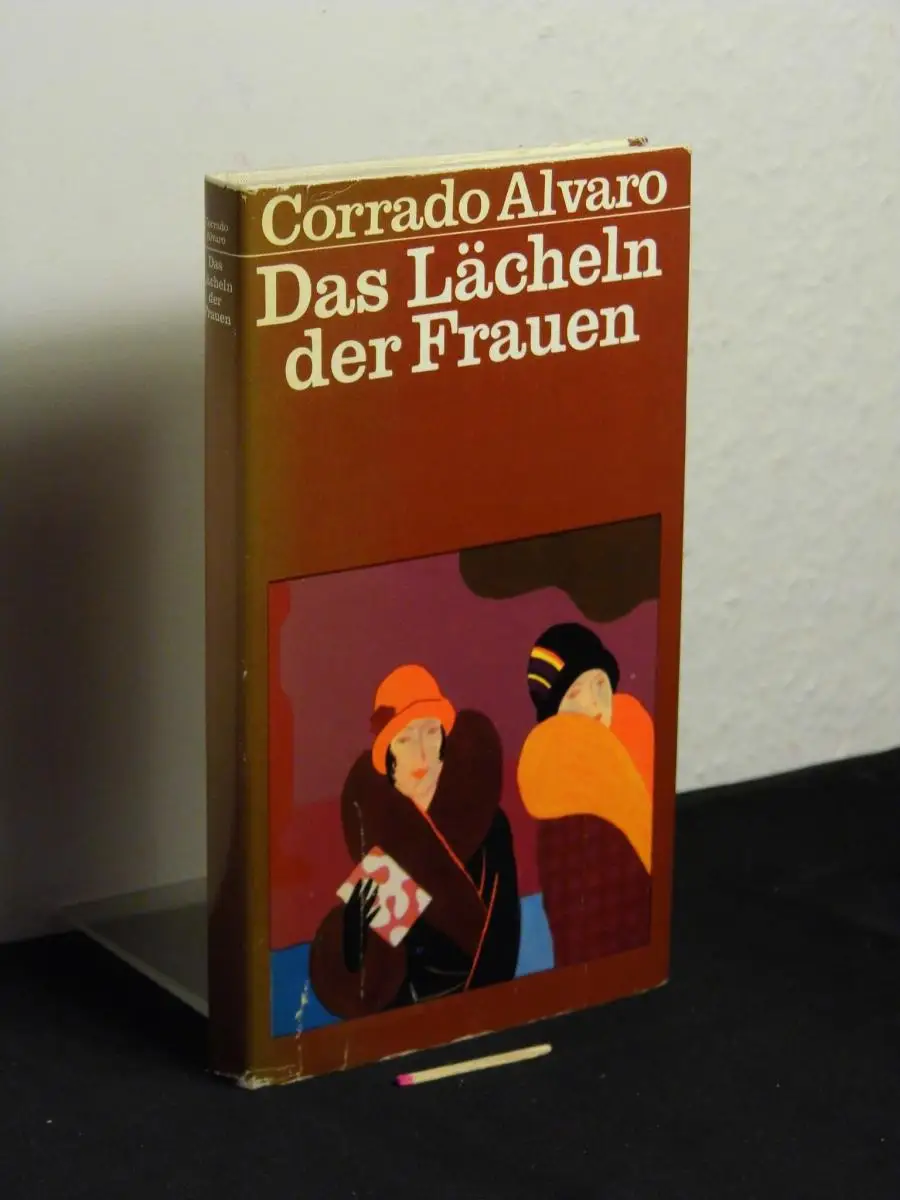 Corrado Alvaro
Das Lächeln
der Frauen
Corrado
Alvaro
Das
Lächeln
der
Frauen